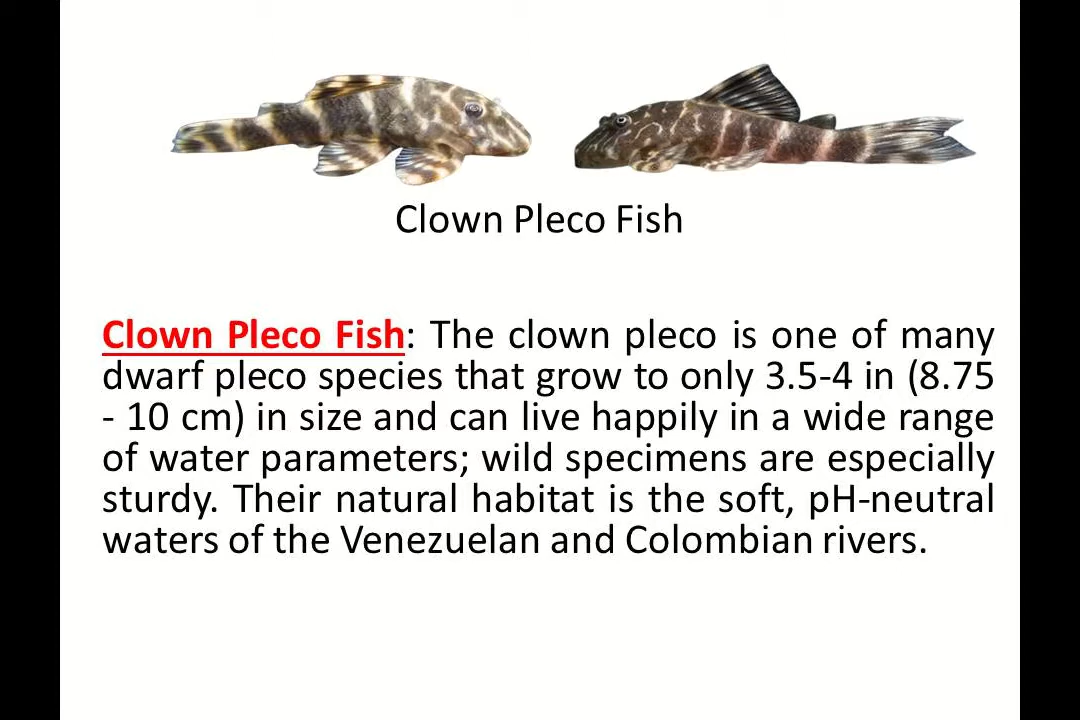 Clown Pleco Fish
Clown Pleco Fish: The clown pleco is one of many
dwarf pleco species that grow to only 3.5-4 in (8.75
- 10 cm) in size and can live happily in a wide range
of water parameters; wild specimens are especially
sturdy. Their natural habitat is the soft, pH-neutral
waters of the Venezuelan and Colombian rivers.